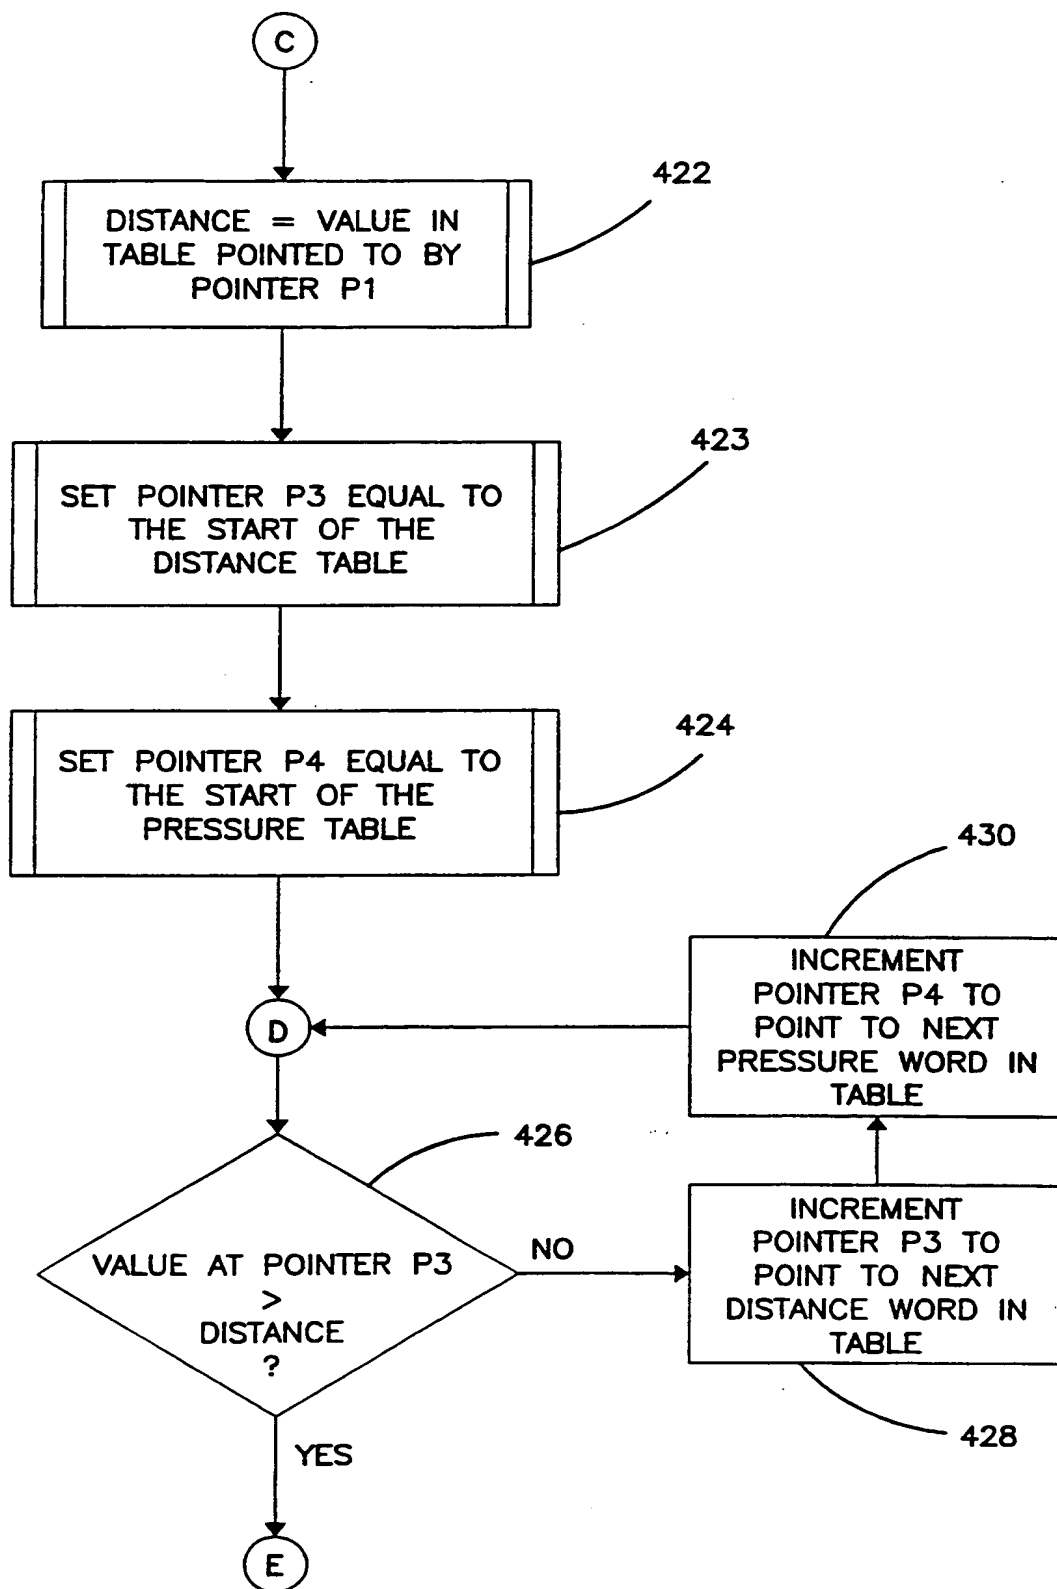 C
422
DISTANCE = VALUE IN
TABLE POINTED TO BY
POINTER P1
423
SET POINTER P3 EQUAL TO
THE START OF THE
DISTANCE TABLE
424
SET POINTER P4 EQUAL TO
THE START OF THE
PRESSURE TABLE
430
INCREMENT
POINTER P4 TO
POINT TO NEXT
PRESSURE WORD IN
TABLE
D
426
VALUE AT POINTER P3
>
DISTANCE
?
NO
INCREMENT
POINTER P3 TO
POINT TO NEXT
DISTANCE WORD IN
TABLE
428
YES
E